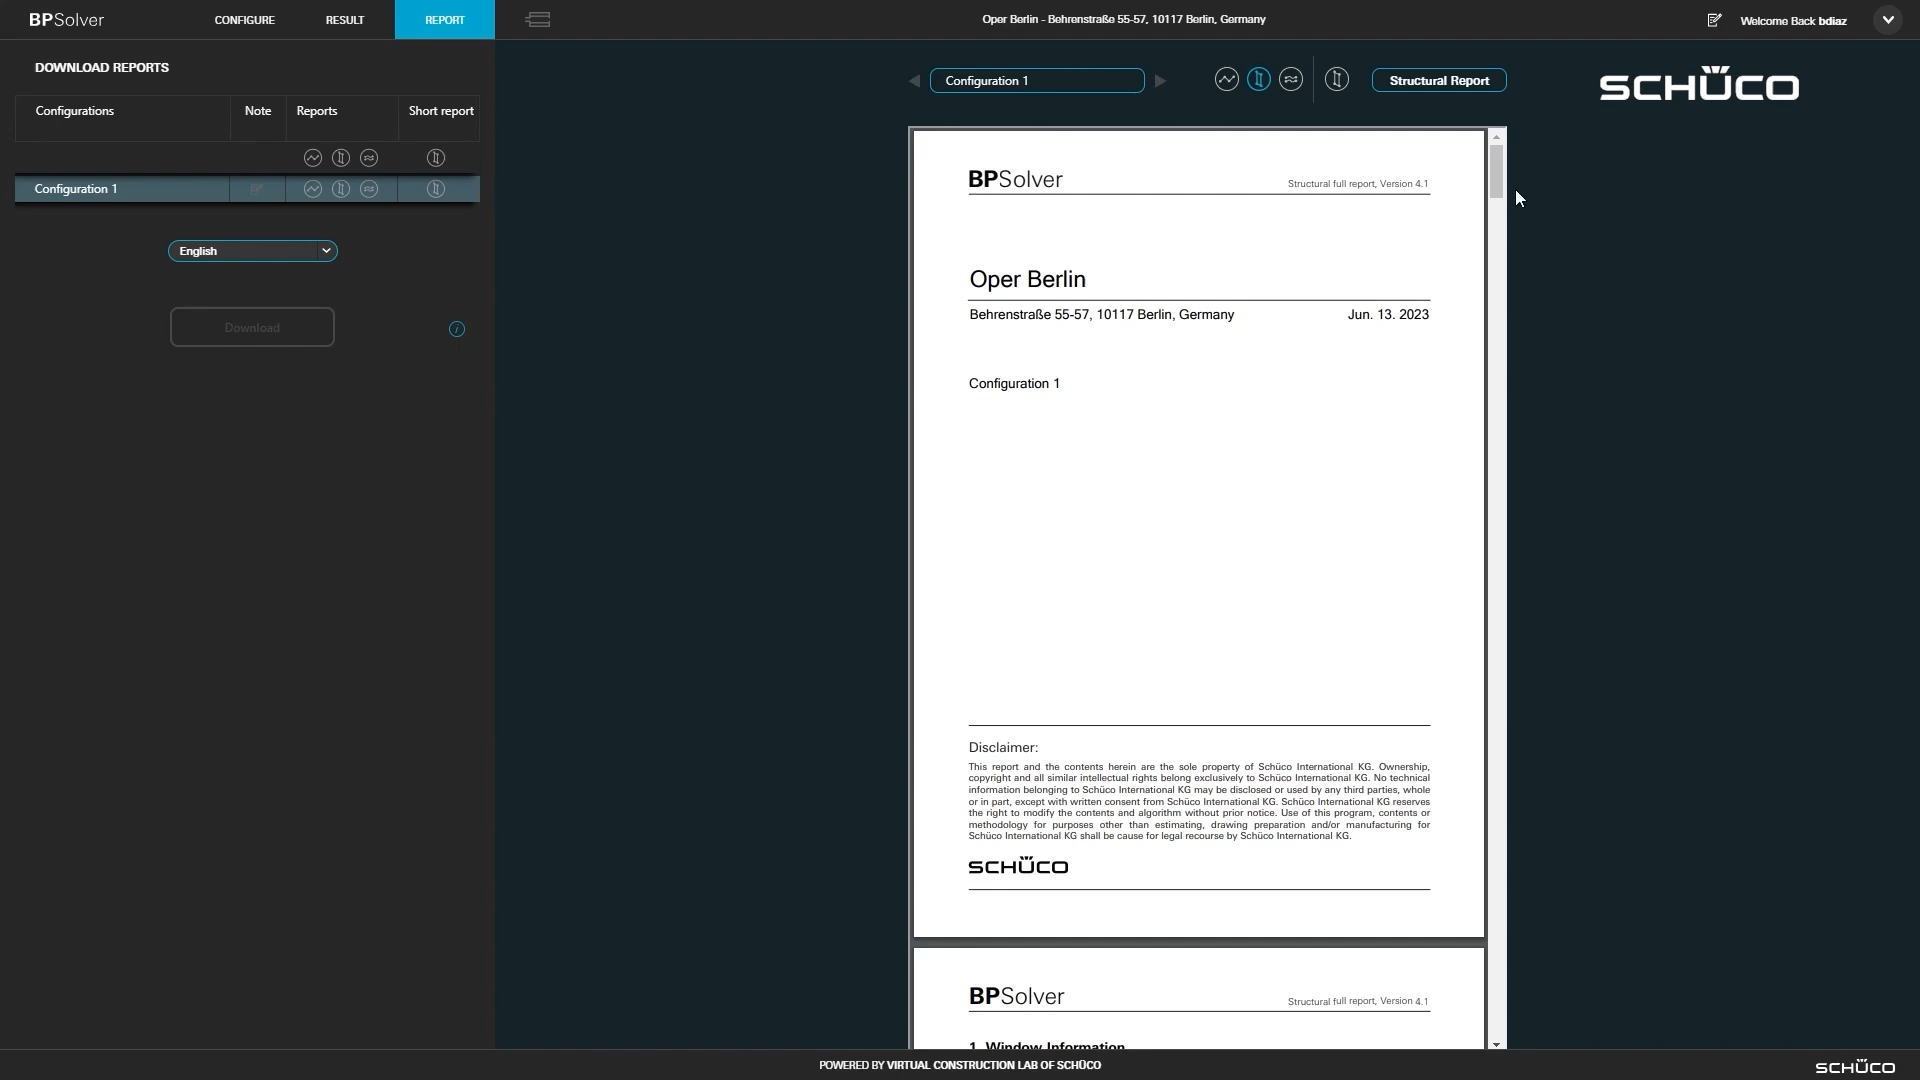 BPSolver CONFIGURE RESULT REPORT Oper Berlin - Behrenstraße 55-57, 10117 Berlin, Germany Welcome Back bdiaz
DOWNLOAD REPORTS
Configurations Note Reports Short report
Configuration 1
English
Download
Configuration 1 Structural Report SCHÜCO
BPSolver Structural full report, Version 4.1
Oper Berlin
Behrenstraße 55-57, 10117 Berlin, Germany Jun. 13. 2023
Configuration 1
Disclaimer:
This report and the contents herein are the sole property of Schüco International KG. Ownership,
copyright and all similar intellectual rights belong exclusively to Schüco International KG. No technical
information belonging to Schüco International KG may be disclosed or used by any third parties, whole
or in part, except with written consent from Schüco International KG. Schüco International KG reserves
the right to modify the contents and algorithm without prior notice. Use of this program, contents or
methodology for purposes other than estimating, drawing preparation and/or manufacturing for
Schüco International KG shall be cause for legal recourse by Schüco International KG.
SCHÜCO
BPSolver Structural full report, Version 4.1
1. Window Information
POWERED BY VIRTUAL CONSTRUCTION LAB OF SCHÜCO SCHÜCO